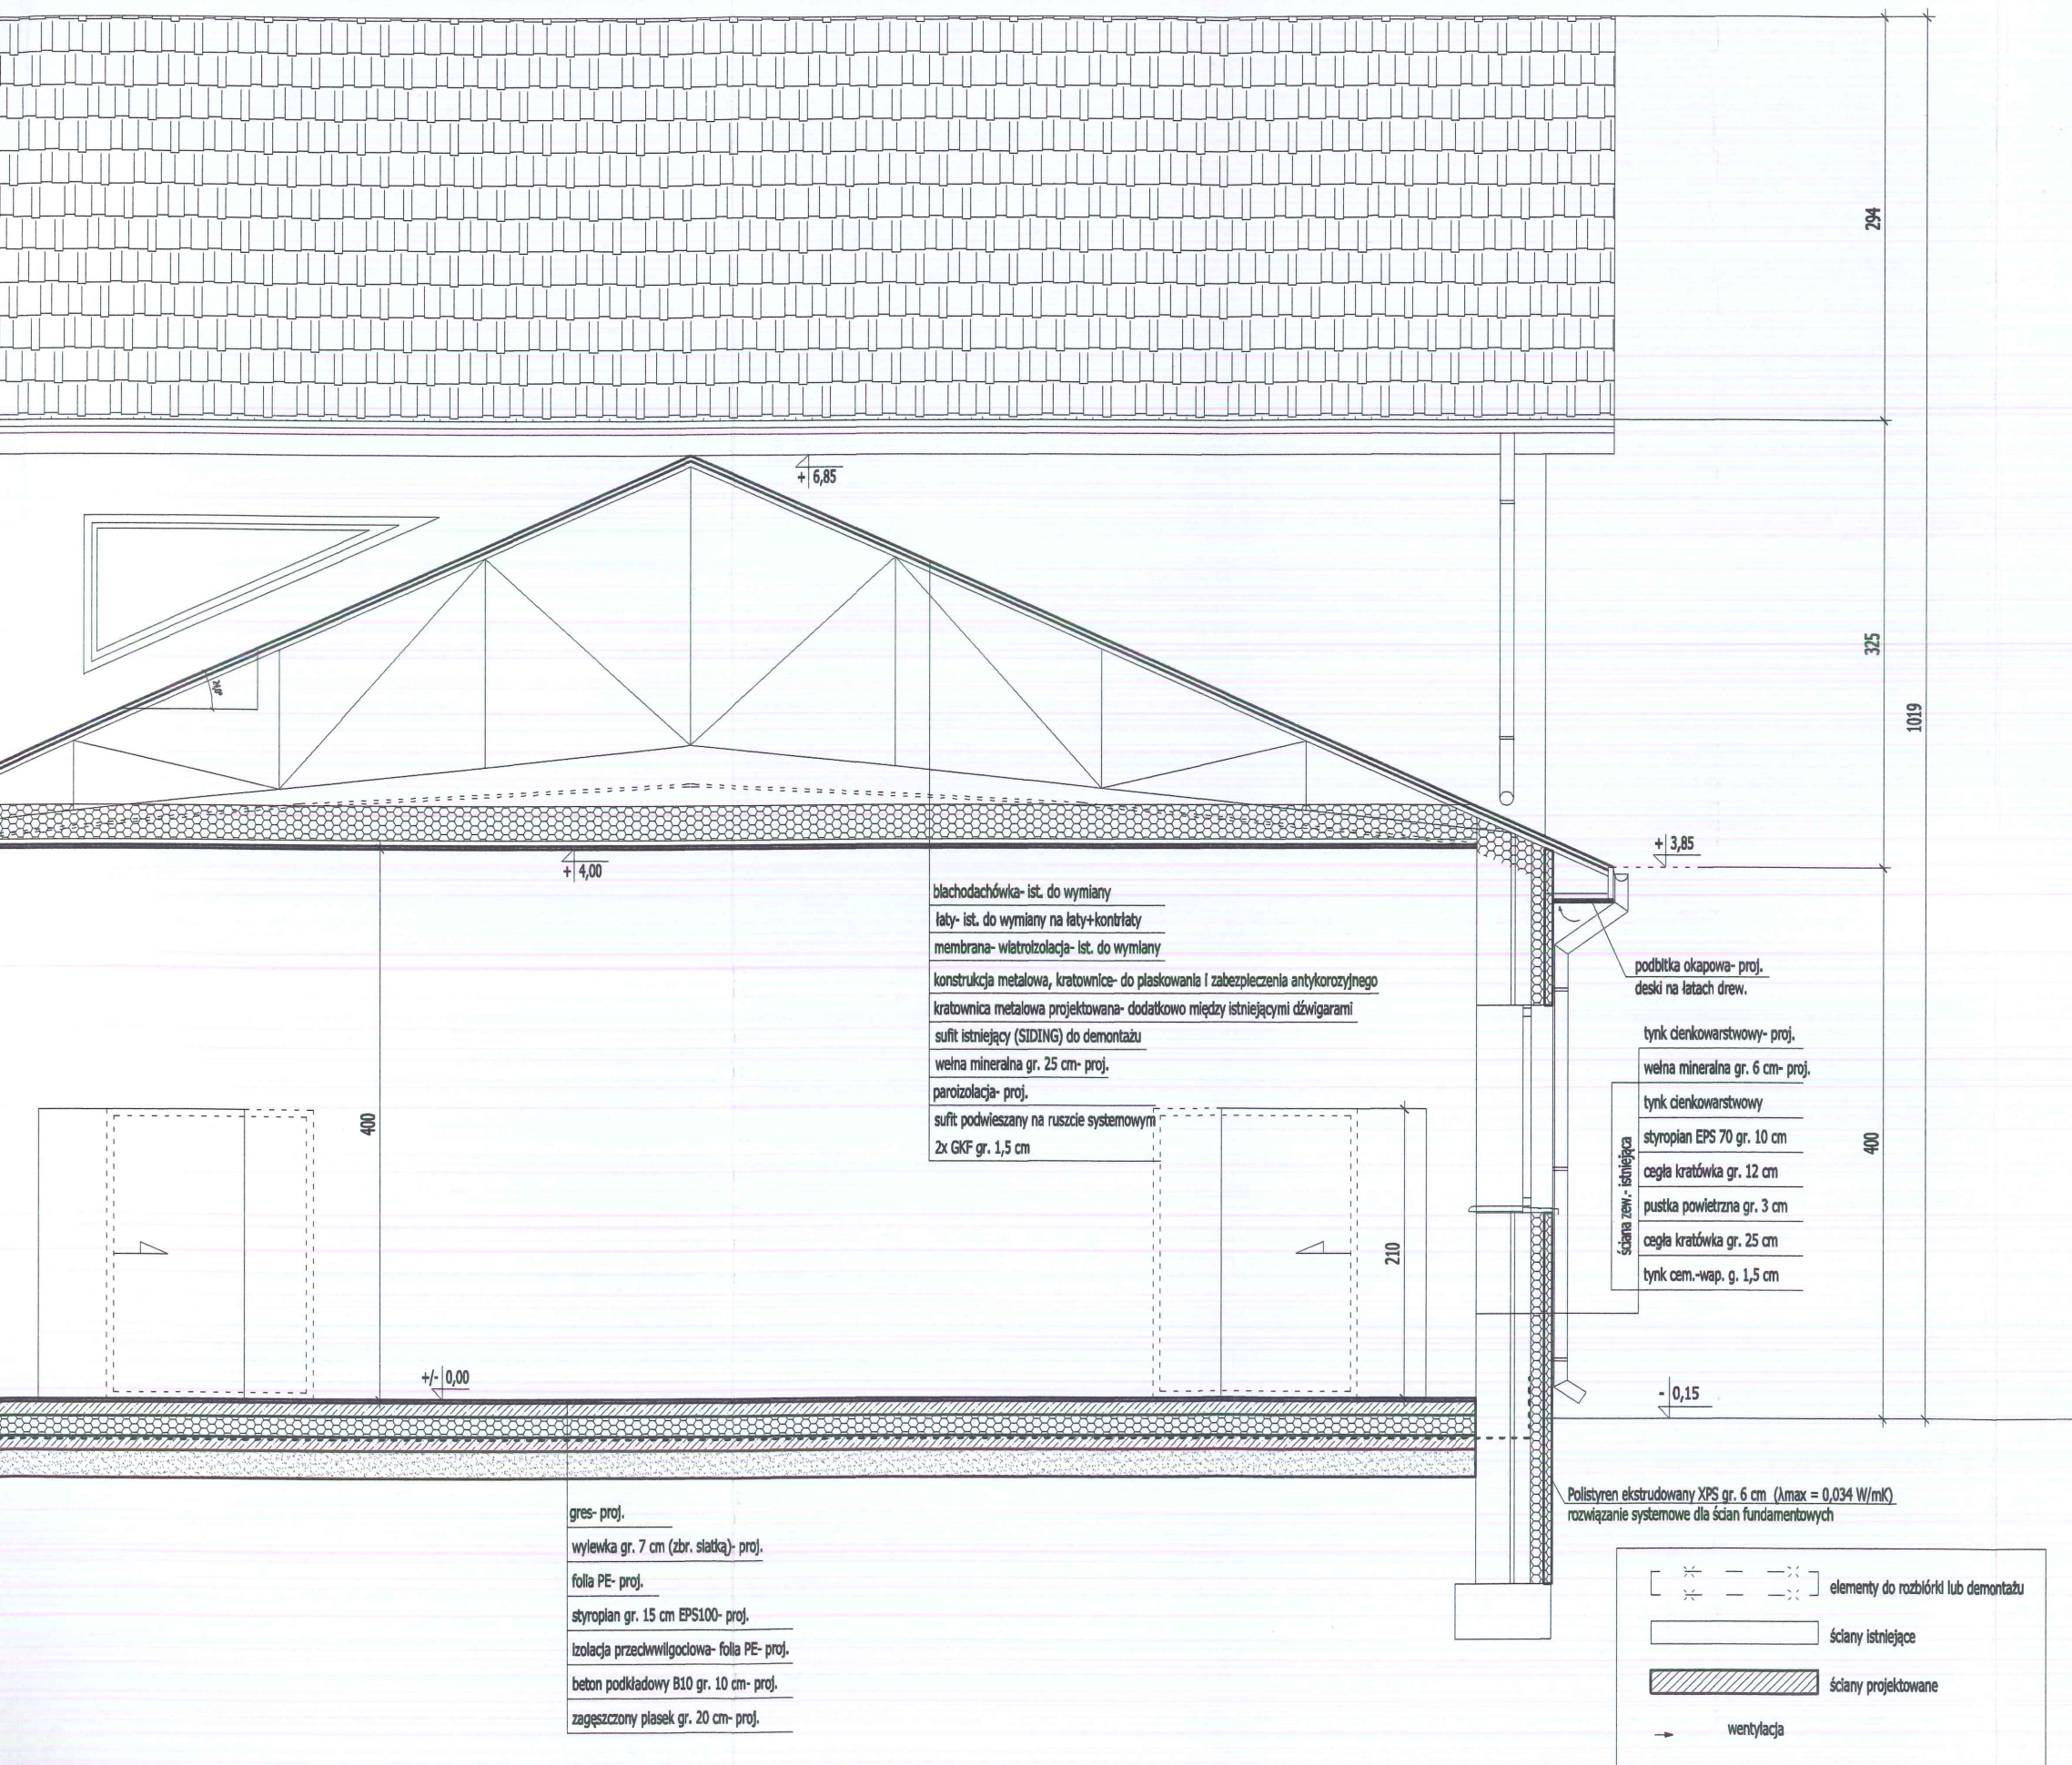 294
+ 6,85
325
1019
24,0°
+ 3,85
+ 4,00
blachodachówka- ist. do wymiany
łaty- ist. do wymiany na łaty+kontrłaty
membrana- wiatroizolacja- ist. do wymiany
konstrukcja metalowa, kratownice- do piaskowania i zabezpieczenia antykorozyjnego
kratownica metalowa projektowana- dodatkowo między istniejącymi dźwigarami
sufit istniejący (SIDING) do demontażu
wełna mineralna gr. 25 cm- proj.
paroizolacja- proj.
sufit podwieszany na ruszcie systemowym
2x GKF gr. 1,5 cm
podbitka okapowa- proj.
deski na łatach drew.
tynk cienkowarstwowy- proj.
wełna mineralna gr. 6 cm- proj.
tynk cienkowarstwowy
styropian EPS 70 gr. 10 cm
cegła kratówka gr. 12 cm
pustka powietrzna gr. 3 cm
cegła kratówka gr. 25 cm
tynk cem.-wap. g. 1,5 cm
ściana zew.- istniejąca
400
400
210
+/- 0,00
- 0,15
Polistyren ekstrudowany XPS gr. 6 cm (λmax = 0,034 W/mK)
rozwiązanie systemowe dla ścian fundamentowych
gres- proj.
wylewka gr. 7 cm (zbr. siatką)- proj.
folia PE- proj.
styropian gr. 15 cm EPS100- proj.
izolacja przeciwwilgociowa- folia PE- proj.
beton podkładowy B10 gr. 10 cm- proj.
zagęszczony piasek gr. 20 cm- proj.
elementy do rozbiórki lub demontażu
ściany istniejące
ściany projektowane
wentylacja